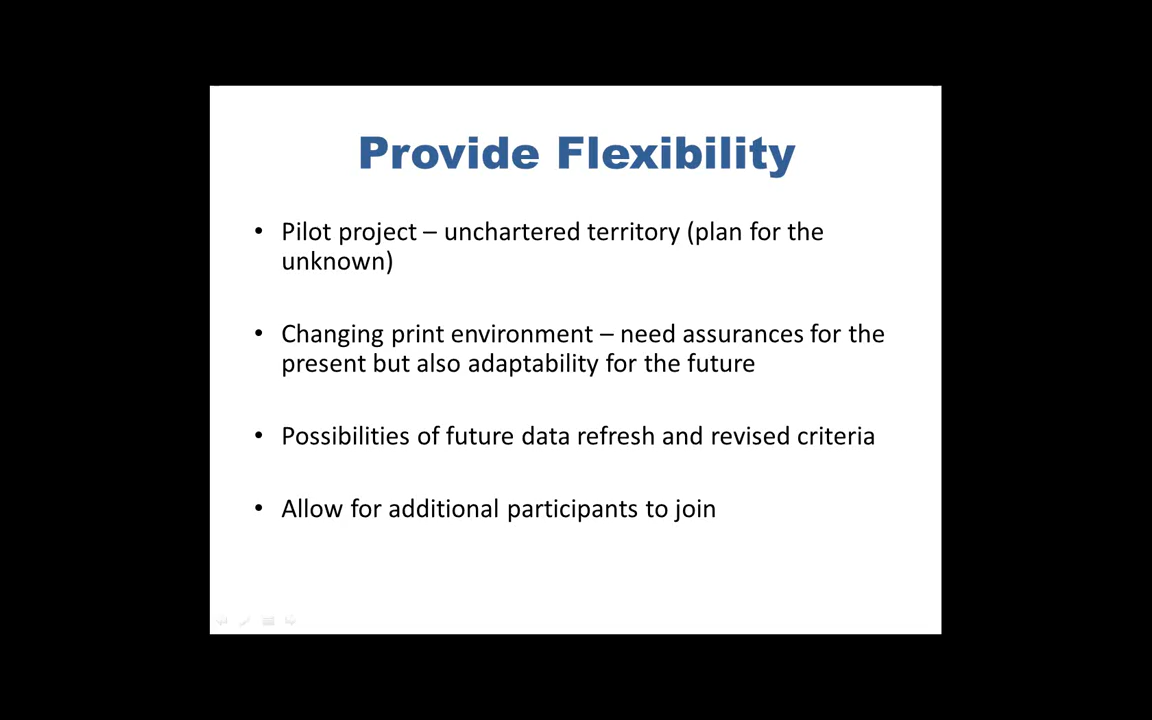 Provide Flexibility
• Pilot project – unchartered territory (plan for the
unknown)
• Changing print environment – need assurances for the
present but also adaptability for the future
• Possibilities of future data refresh and revised criteria
• Allow for additional participants to join